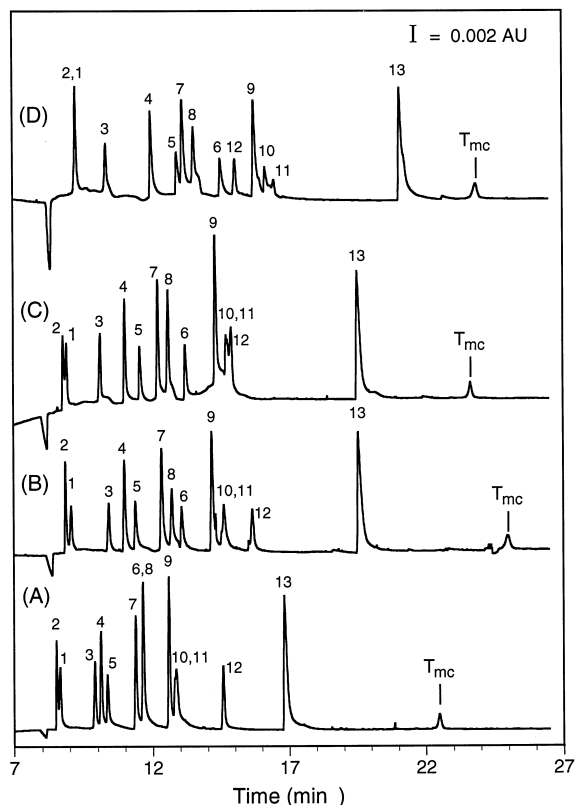 I = 0.002 AU
13
2,1 7 9
4
(D) 8 Tmc
3 5 6 12 10
11
9
13
7 8
(C) 4
2 1 3 5 6 10,11 Tmc
12
9 13
2 4 7
(B) 1 3 5 8 6 10,11 12 Tmc
6,8 9 13
(A) 7
2 4
1 3 5 10,11 12 Tmc
7 12 17 22 27
Time (min )